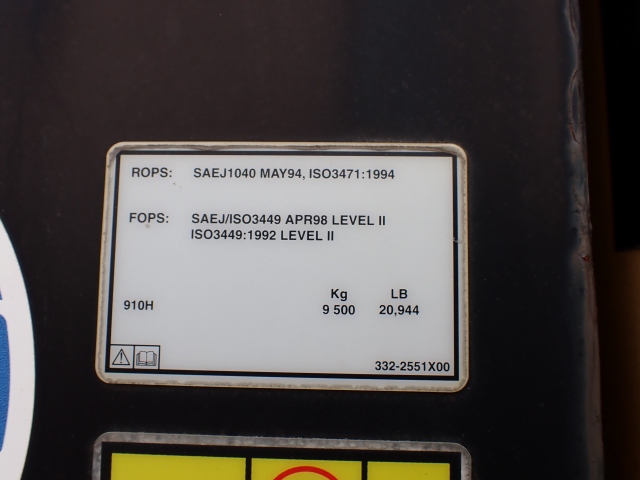 ROPS: SAEJ1040 MAY94, ISO3471:1994
FOPS: SAEJ/ISO3449 APR98 LEVEL II
ISO3449:1992 LEVEL II
Kg LB
910H 9 500 20,944
332-2551X00